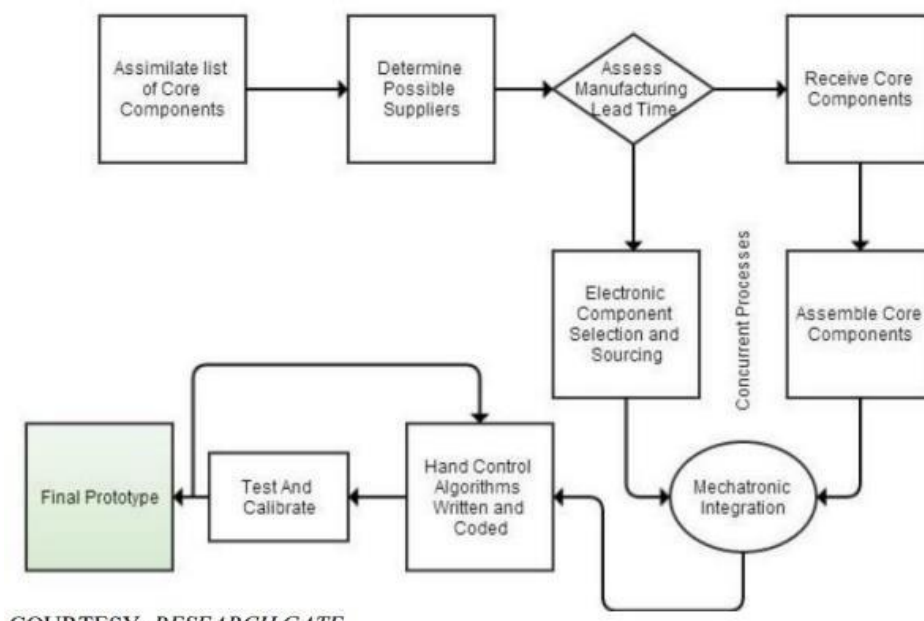 Assimilate list
of Core
Components
Determine
Possible
Suppliers
Assess
Manufacturing
Lead Time
Receive Core
Components
Electronic
Component
Selection and
Sourcing
Concurrent Processes
Assemble Core
Components
Final Prototype
Test And
Calibrate
Hand Control
Algorithms
Written and
Coded
Mechatronic
Integration
COURTESY: RESEARCH GATE